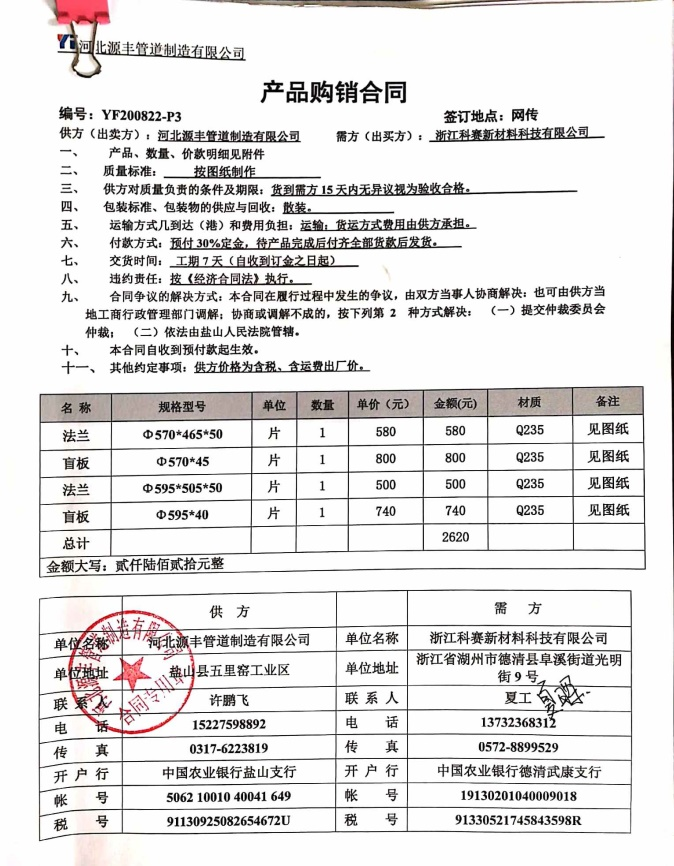 河北源丰管道制造有限公司
产品购销合同
编号：YF200822-P3 签订地点：网传
供方（出卖方）：河北源丰管道制造有限公司 需方（出买方）：浙江科赛新材料科技有限公司
一、 产品、数量、价款明细见附件
二、 质量标准： 按图纸制作
三、 供方对质量负责的条件及期限：货到需方 15 天内无异议视为验收合格。
四、 包装标准、包装物的供应与回收：散装。
五、 运输方式几到达（港）和费用负担：运输；货运方式费用由供方承担。
六、 付款方式：预付 30%定金，待产品完成后付齐全部货款后发货。
七、 交货时间： 工期 7 天（自收到订金之日起）
八、 违约责任：按《经济合同法》执行。
九、 合同争议的解决方式：本合同在履行过程中发生的争议，由双方当事人协商解决；也可由供方当
地工商行政管理部门调解；协商或调解不成的，按下列第 2 种方式解决：（一）提交仲裁委员会
仲裁；（二）依法由盐山人民法院管辖。
十、 本合同自收到预付款起生效。
十一、 其他约定事项：供方价格为含税、含运费出厂价。
名 称 规格型号 单位 数量 单价（元） 金额(元) 材质 备注
法兰 Φ570*465*50 片 1 580 580 Q235 见图纸
盲板 Φ570*45 片 1 800 800 Q235 见图纸
法兰 Φ595*505*50 片 1 500 500 Q235 见图纸
盲板 Φ595*40 片 1 740 740 Q235 见图纸
总计 2620
金额大写：贰仟陆佰贰拾元整
供 方 需 方
单位名称 河北源丰管道制造有限公司 单位名称 浙江科赛新材料科技有限公司
单位地址 盐山县五里窑工业区 单位地址 浙江省湖州市德清县阜溪街道光明
街 9 号
联 系 人 许鹏飞 联 系 人 夏工
电 话 15227598892 电 话 13732368312
传 真 0317-6223819 传 真 0572-8899529
开 户 行 中国农业银行盐山支行 开 户 行 中国农业银行德清武康支行
帐 号 5062 10010 40041 649 帐 号 19130201040009018
税 号 91130925082654672U 税 号 91330521745843598R
合同专用章